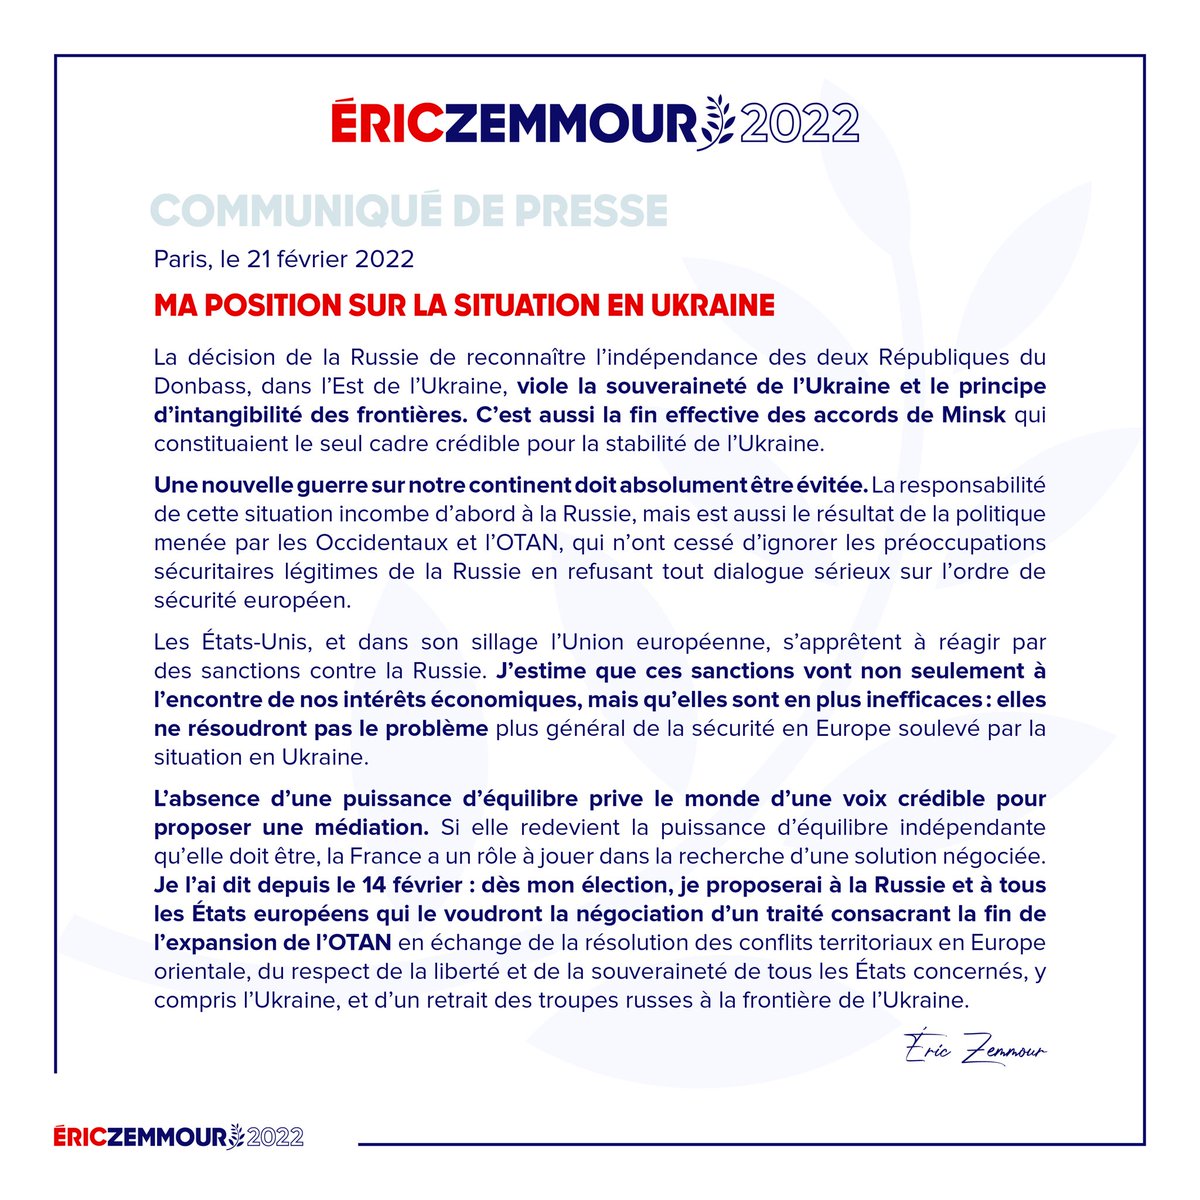 ÉRICZEMMOUR 2022
COMMUNIQUÉ DE PRESSE
Paris, le 21 février 2022
MA POSITION SUR LA SITUATION EN UKRAINE
La décision de la Russie de reconnaître l’indépendance des deux Républiques du
Donbass, dans l’Est de l’Ukraine, viole la souveraineté de l’Ukraine et le principe
d’intangibilité des frontières. C’est aussi la fin effective des accords de Minsk qui
constituaient le seul cadre crédible pour la stabilité de l’Ukraine.
Une nouvelle guerre sur notre continent doit absolument être évitée. La responsabilité
de cette situation incombe d’abord à la Russie, mais est aussi le résultat de la politique
menée par les Occidentaux et l’OTAN, qui n’ont cessé d’ignorer les préoccupations
sécuritaires légitimes de la Russie en refusant tout dialogue sérieux sur l’ordre de
sécurité européen.
Les États-Unis, et dans son sillage l’Union européenne, s’apprêtent à réagir par
des sanctions contre la Russie. J’estime que ces sanctions vont non seulement à
l’encontre de nos intérêts économiques, mais qu’elles sont en plus inefficaces : elles
ne résoudront pas le problème plus général de la sécurité en Europe soulevé par la
situation en Ukraine.
L’absence d’une puissance d’équilibre prive le monde d’une voix crédible pour
proposer une médiation. Si elle redevient la puissance d’équilibre indépendante
qu’elle doit être, la France a un rôle à jouer dans la recherche d’une solution négociée.
Je l’ai dit depuis le 14 février : dès mon élection, je proposerai à la Russie et à tous
les États européens qui le voudront la négociation d’un traité consacrant la fin de
l’expansion de l’OTAN en échange de la résolution des conflits territoriaux en Europe
orientale, du respect de la liberté et de la souveraineté de tous les États concernés, y
compris l’Ukraine, et d’un retrait des troupes russes à la frontière de l’Ukraine.
Éric Zemmour
ÉRICZEMMOUR 2022